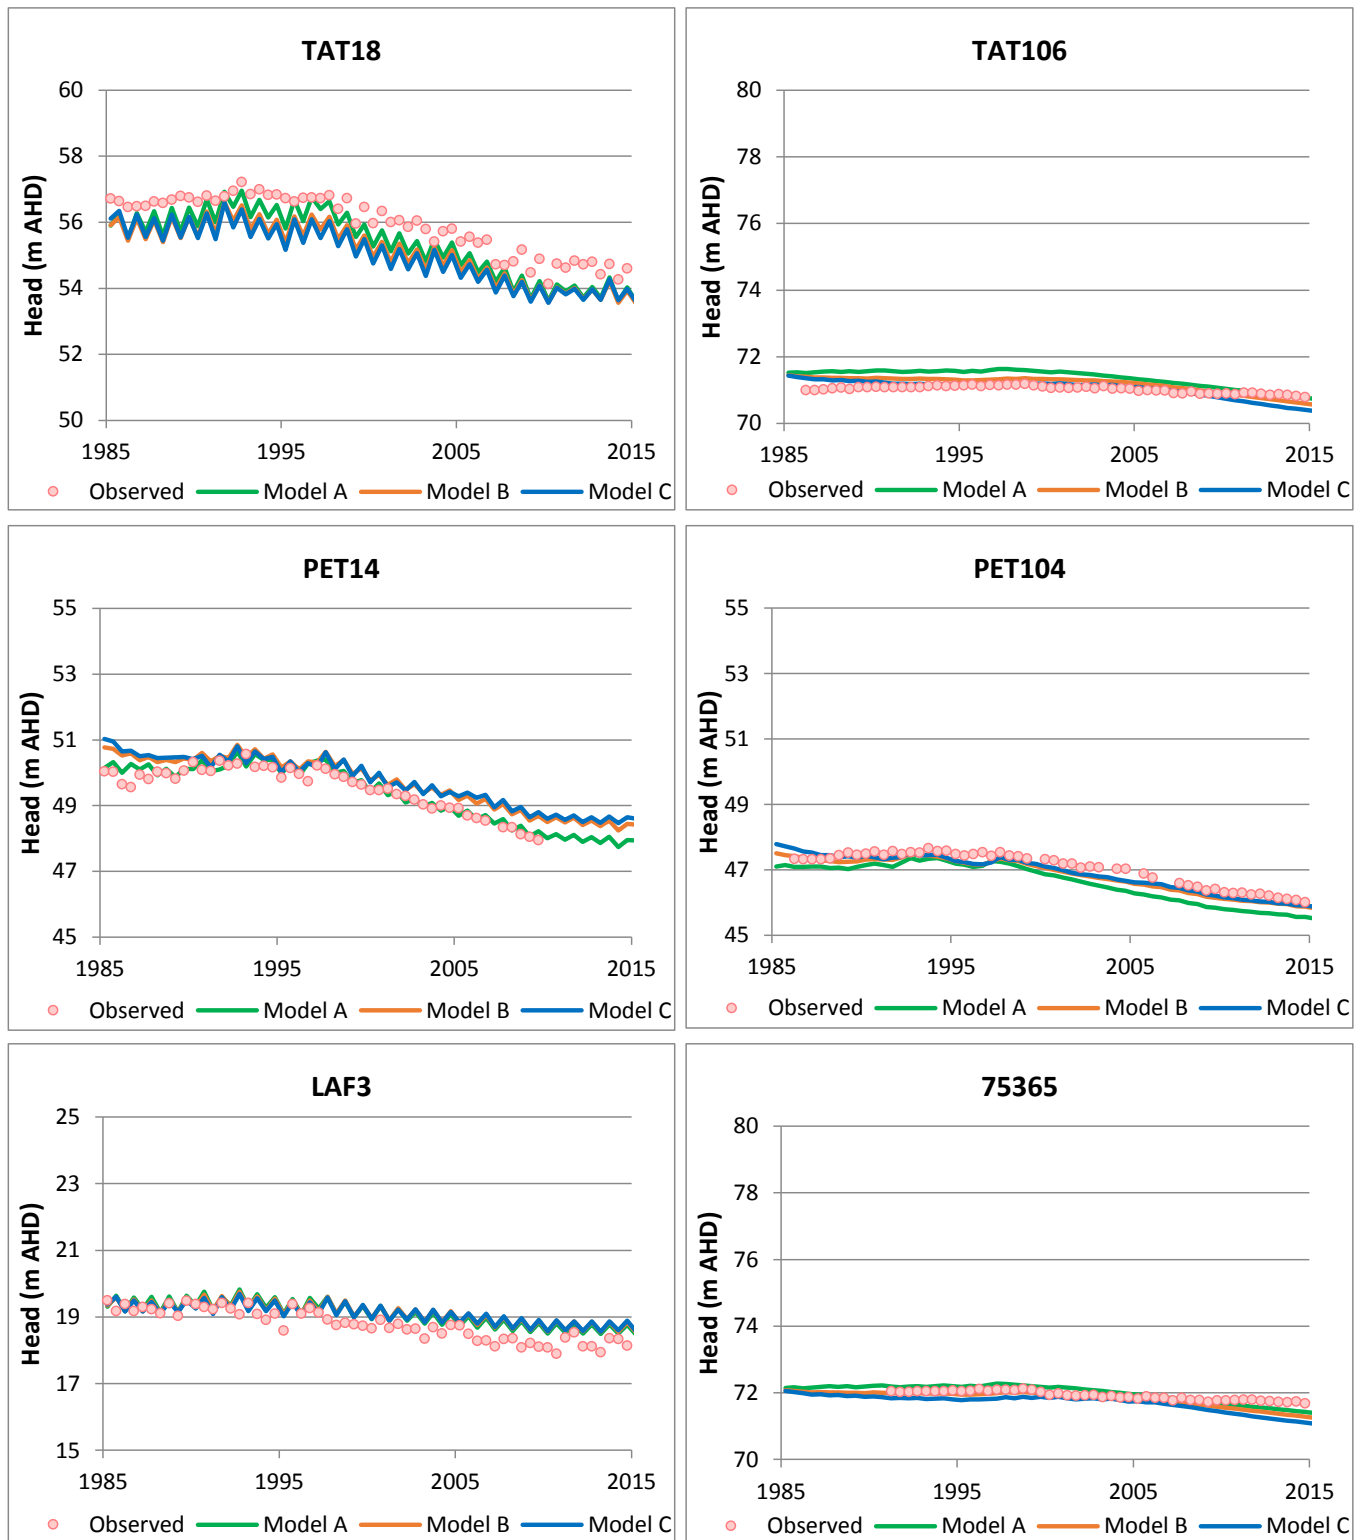 TAT18
Head (m AHD)
60
58
56
54
52
50
1985 1995 2005 2015
Observed Model A Model B Model C
TAT106
Head (m AHD)
80
78
76
74
72
70
1985 1995 2005 2015
Observed Model A Model B Model C
PET14
Head (m AHD)
55
53
51
49
47
45
1985 1995 2005 2015
Observed Model A Model B Model C
PET104
Head (m AHD)
55
53
51
49
47
45
1985 1995 2005 2015
Observed Model A Model B Model C
LAF3
Head (m AHD)
25
23
21
19
17
15
1985 1995 2005 2015
Observed Model A Model B Model C
75365
Head (m AHD)
80
78
76
74
72
70
1985 1995 2005 2015
Observed Model A Model B Model C